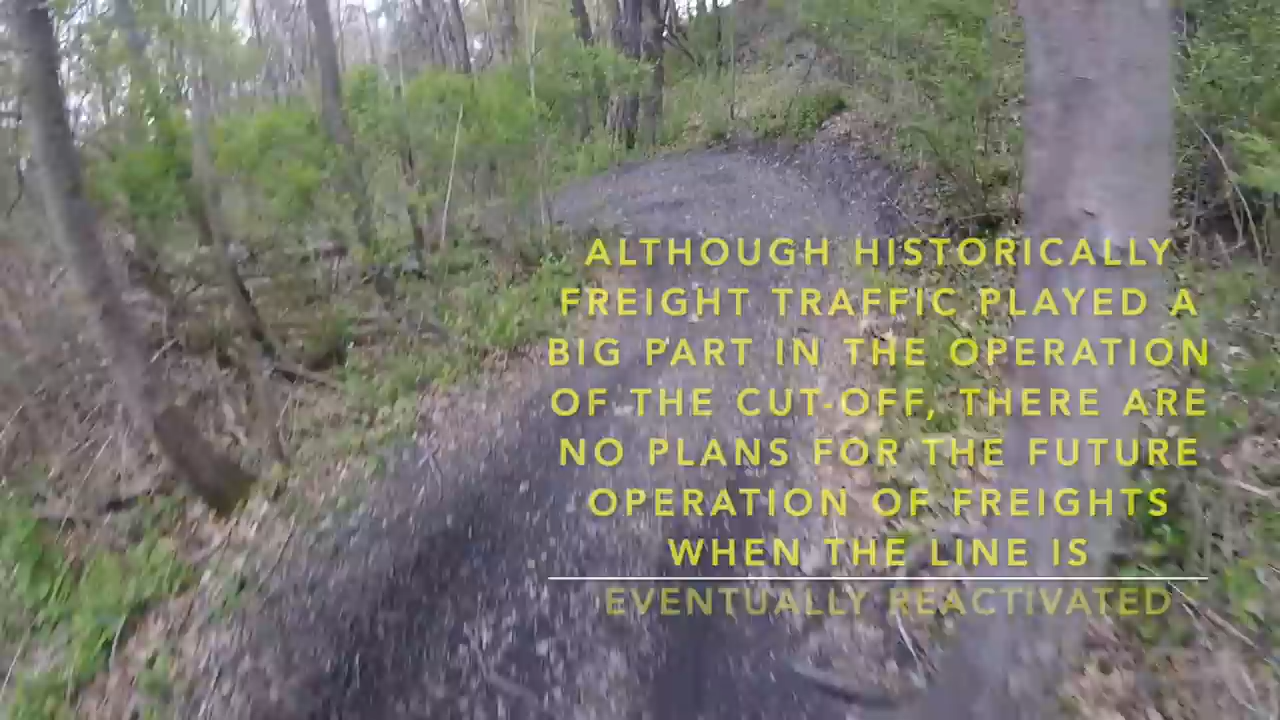 ALTHOUGH HISTORICALLY
FREIGHT TRAFFIC PLAYED A
BIG PART IN THE OPERATION
OF THE CUT-OFF, THERE ARE
NO PLANS FOR THE FUTURE
OPERATION OF FREIGHTS
WHEN THE LINE IS
EVENTUALLY REACTIVATED